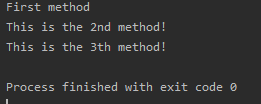 First method
This is the 2nd method!
This is the 3th method!
Process finished with exit code 0